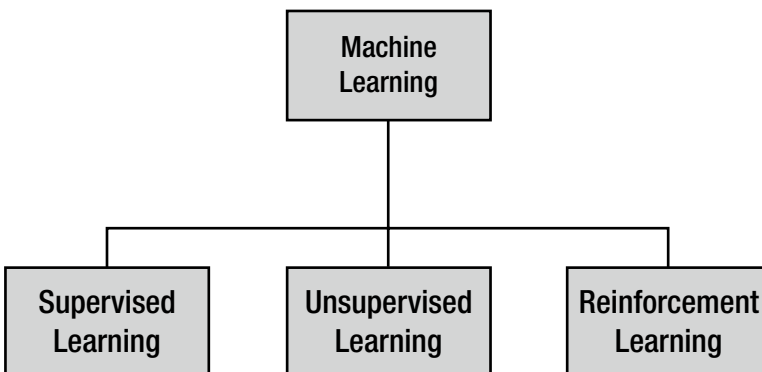 Machine
Learning
Supervised
Learning
Unsupervised
Learning
Reinforcement
Learning